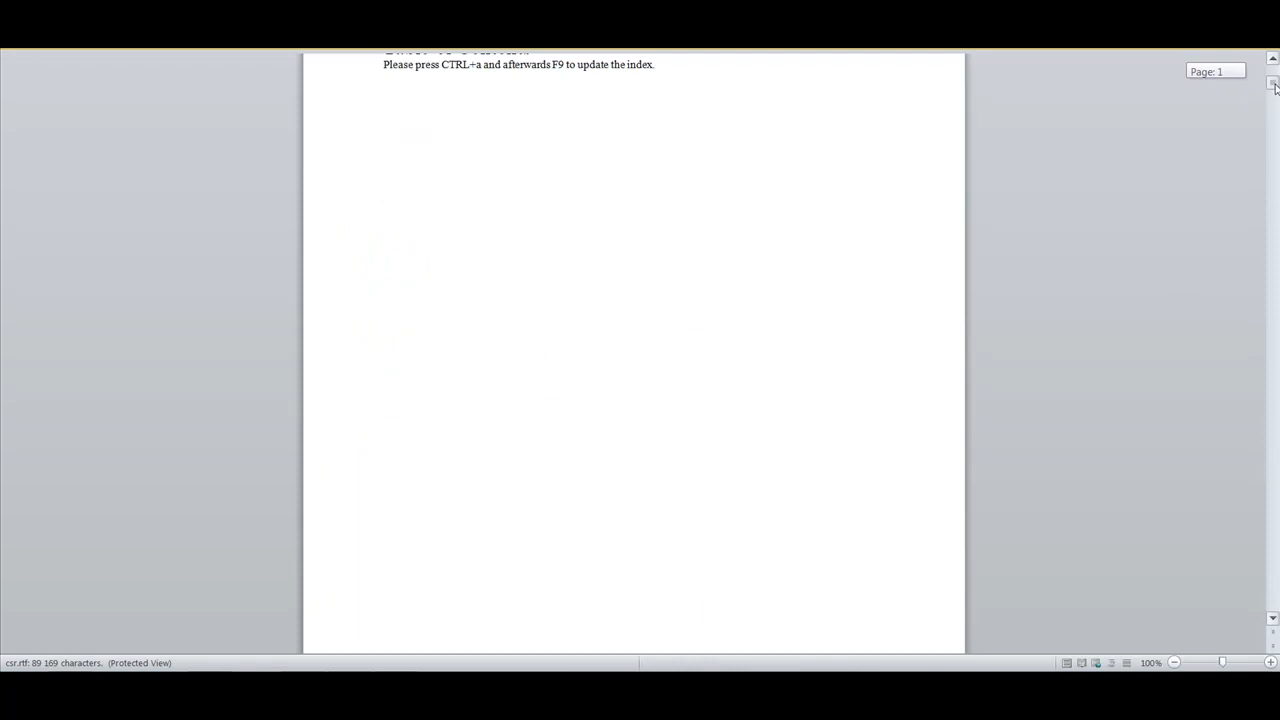 Please press CTRL+a and afterwards F9 to update the index.
Page: 1
csr.rtf: 89 169 characters. (Protected View)
100%